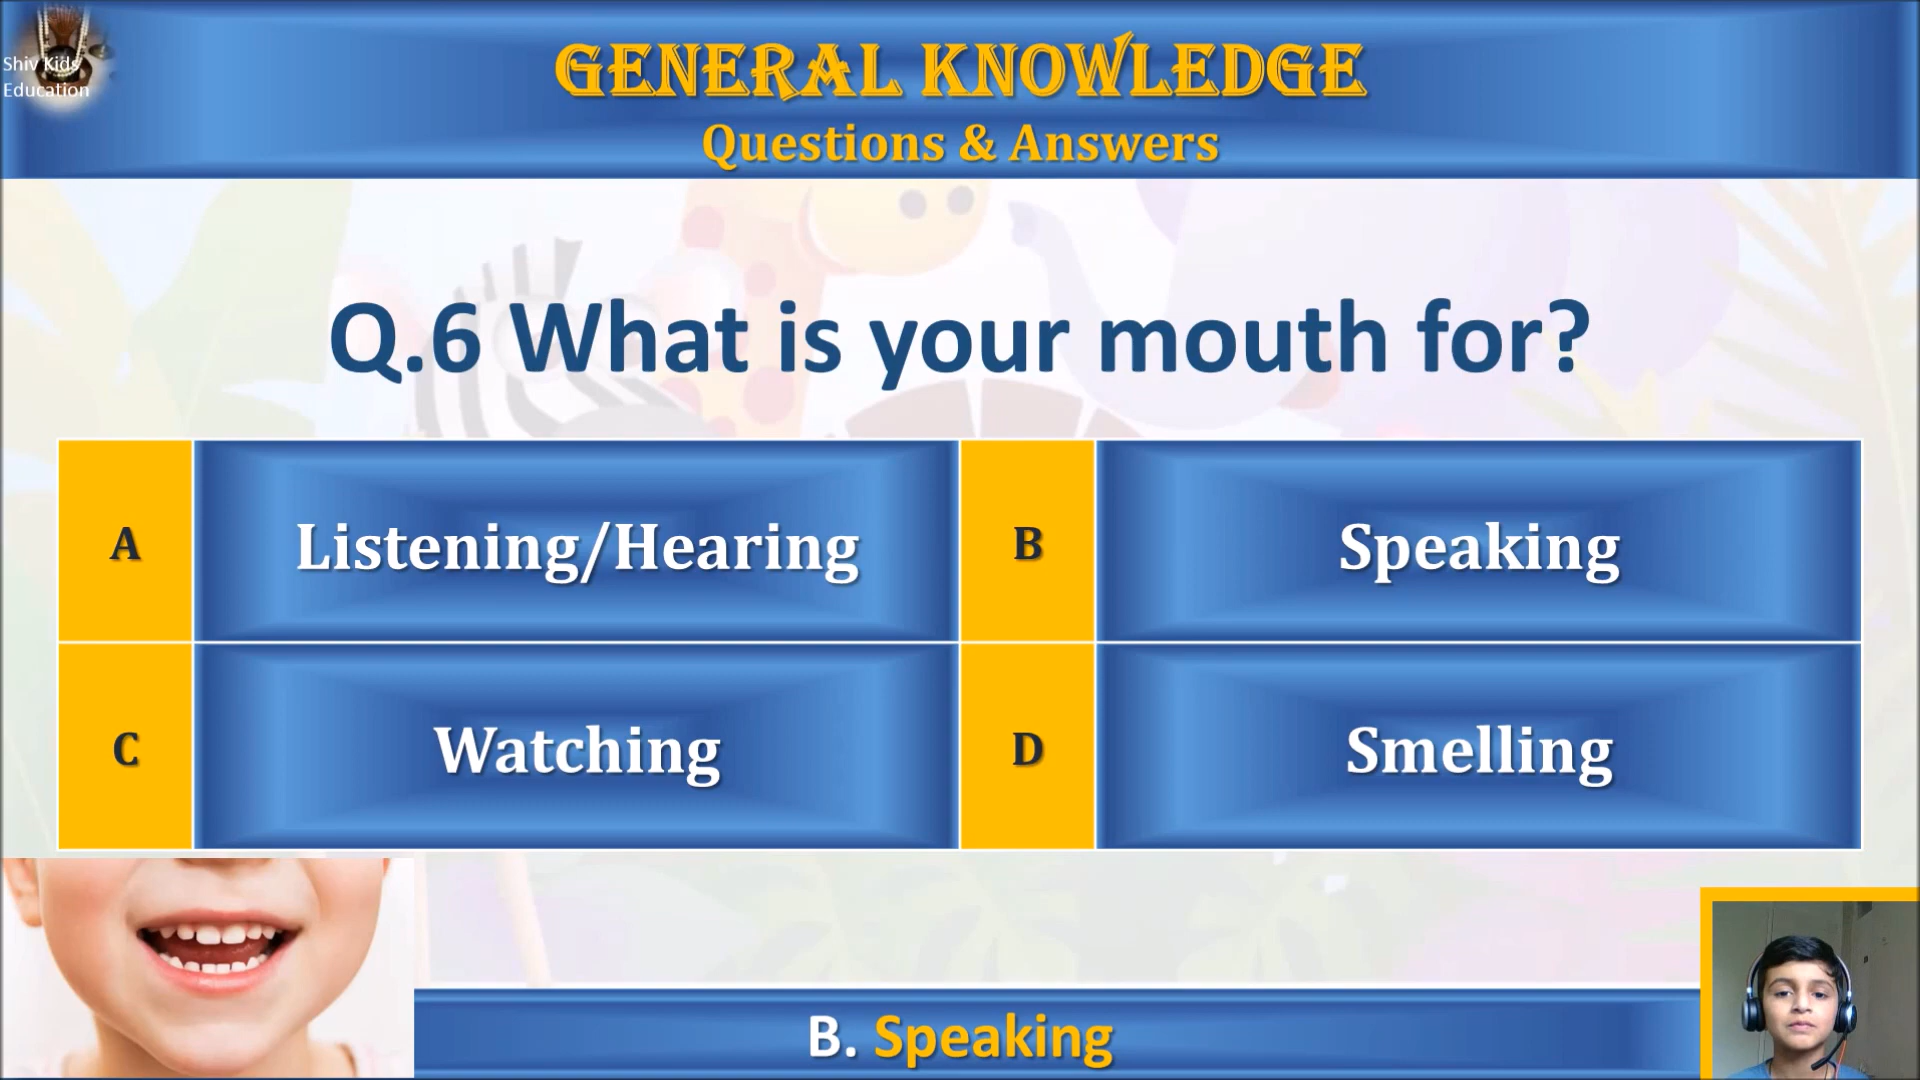 Shiv Kids
Education
GENERAL KNOWLEDGE
Questions & Answers
Q.6 What is your mouth for?
A
Listening/Hearing
B
Speaking
C
Watching
D
Smelling
B. Speaking